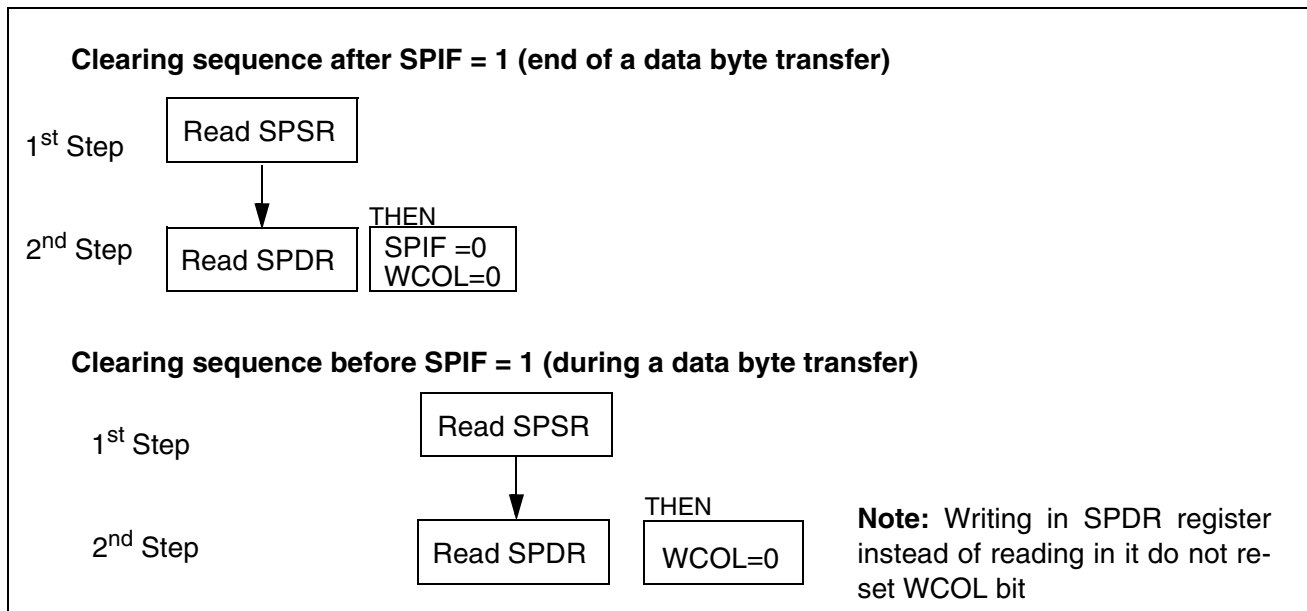 Clearing sequence after SPIF = 1 (end of a data byte transfer)
1st Step
Read SPSR
2nd Step
Read SPDR
THEN
SPIF =0
WCOL=0
Clearing sequence before SPIF = 1 (during a data byte transfer)
1st Step
Read SPSR
2nd Step
Read SPDR
THEN
WCOL=0
Note: Writing in SPDR register
instead of reading in it do not re-
set WCOL bit